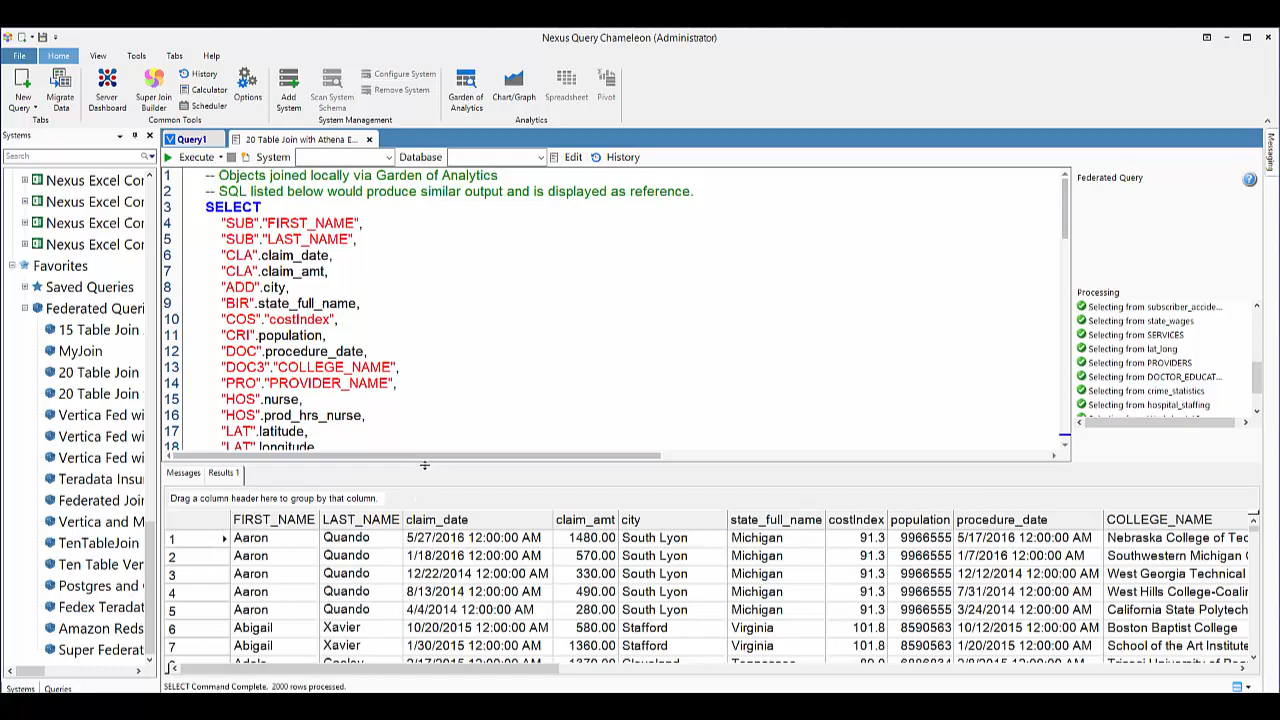 Nexus Query Chameleon (Administrator)
File Home View Tools Tabs Help
New Query
Migrate Data
Tabs
Server Dashboard
Super Join Builder
History
Calculator
Scheduler
Options
Common Tools
Add System
Scan System Schema
Configure System
Remove System
System Management
Garden of Analytics
Chart/Graph
Spreadsheet
Pivot
Analytics
Systems
Search
Nexus Excel Cor
Nexus Excel Cor
Nexus Excel Cor
Nexus Excel Cor
Favorites
Saved Queries
Federated Queri
15 Table Join
MyJoin
20 Table Join
20 Table Join
Vertica Fed wi
Vertica Fed wi
Vertica Fed wi
Teradata Insu
Federated Join
Vertica and M
TenTableJoin
Ten Table Ver
Postgres and
Fedex Teradat
Amazon Reds
Super Federat
Systems Queries
Query1
20 Table Join with Athena E...
Execute System Database Edit History
1 -- Objects joined locally via Garden of Analytics
2 -- SQL listed below would produce similar output and is displayed as reference.
3 SELECT
4 "SUB"."FIRST_NAME",
5 "SUB"."LAST_NAME",
6 "CLA".claim_date,
7 "CLA".claim_amt,
8 "ADD".city,
9 "BIR".state_full_name,
10 "COS"."costIndex",
11 "CRI".population,
12 "DOC".procedure_date,
13 "DOC3"."COLLEGE_NAME",
14 "PRO"."PROVIDER_NAME",
15 "HOS".nurse,
16 "HOS".prod_hrs_nurse,
17 "LAT".latitude,
18 "LAT".longitude
Messaging
Federated Query
Processing
Selecting from subscriber_accide...
Selecting from state_wages
Selecting from SERVICES
Selecting from lat_long
Selecting from PROVIDERS
Selecting from DOCTOR_EDUCAT...
Selecting from crime_statistics
Selecting from hospital_staffing
Messages Results 1
Drag a column header here to group by that column.
FIRST_NAME LAST_NAME claim_date claim_amt city state_full_name costIndex population procedure_date COLLEGE_NAME
1 Aaron Quando 5/27/2016 12:00:00 AM 1480.00 South Lyon Michigan 91.3 9966555 5/17/2016 12:00:00 AM Nebraska College of Tec
2 Aaron Quando 1/18/2016 12:00:00 AM 570.00 South Lyon Michigan 91.3 9966555 1/7/2016 12:00:00 AM Southwestern Michigan C
3 Aaron Quando 12/22/2014 12:00:00 AM 330.00 South Lyon Michigan 91.3 9966555 12/12/2014 12:00:00 AM West Georgia Technical
4 Aaron Quando 8/13/2014 12:00:00 AM 490.00 South Lyon Michigan 91.3 9966555 7/31/2014 12:00:00 AM West Hills College-Coalin
5 Aaron Quando 4/4/2014 12:00:00 AM 280.00 South Lyon Michigan 91.3 9966555 3/24/2014 12:00:00 AM California State Polytech
6 Abigail Xavier 10/20/2015 12:00:00 AM 580.00 Stafford Virginia 101.8 8590563 10/12/2015 12:00:00 AM Boston Baptist College
7 Abigail Xavier 1/30/2015 12:00:00 AM 1360.00 Stafford Virginia 101.8 8590563 1/20/2015 12:00:00 AM School of the Art Institute
SELECT Command Complete. 2000 rows processed.